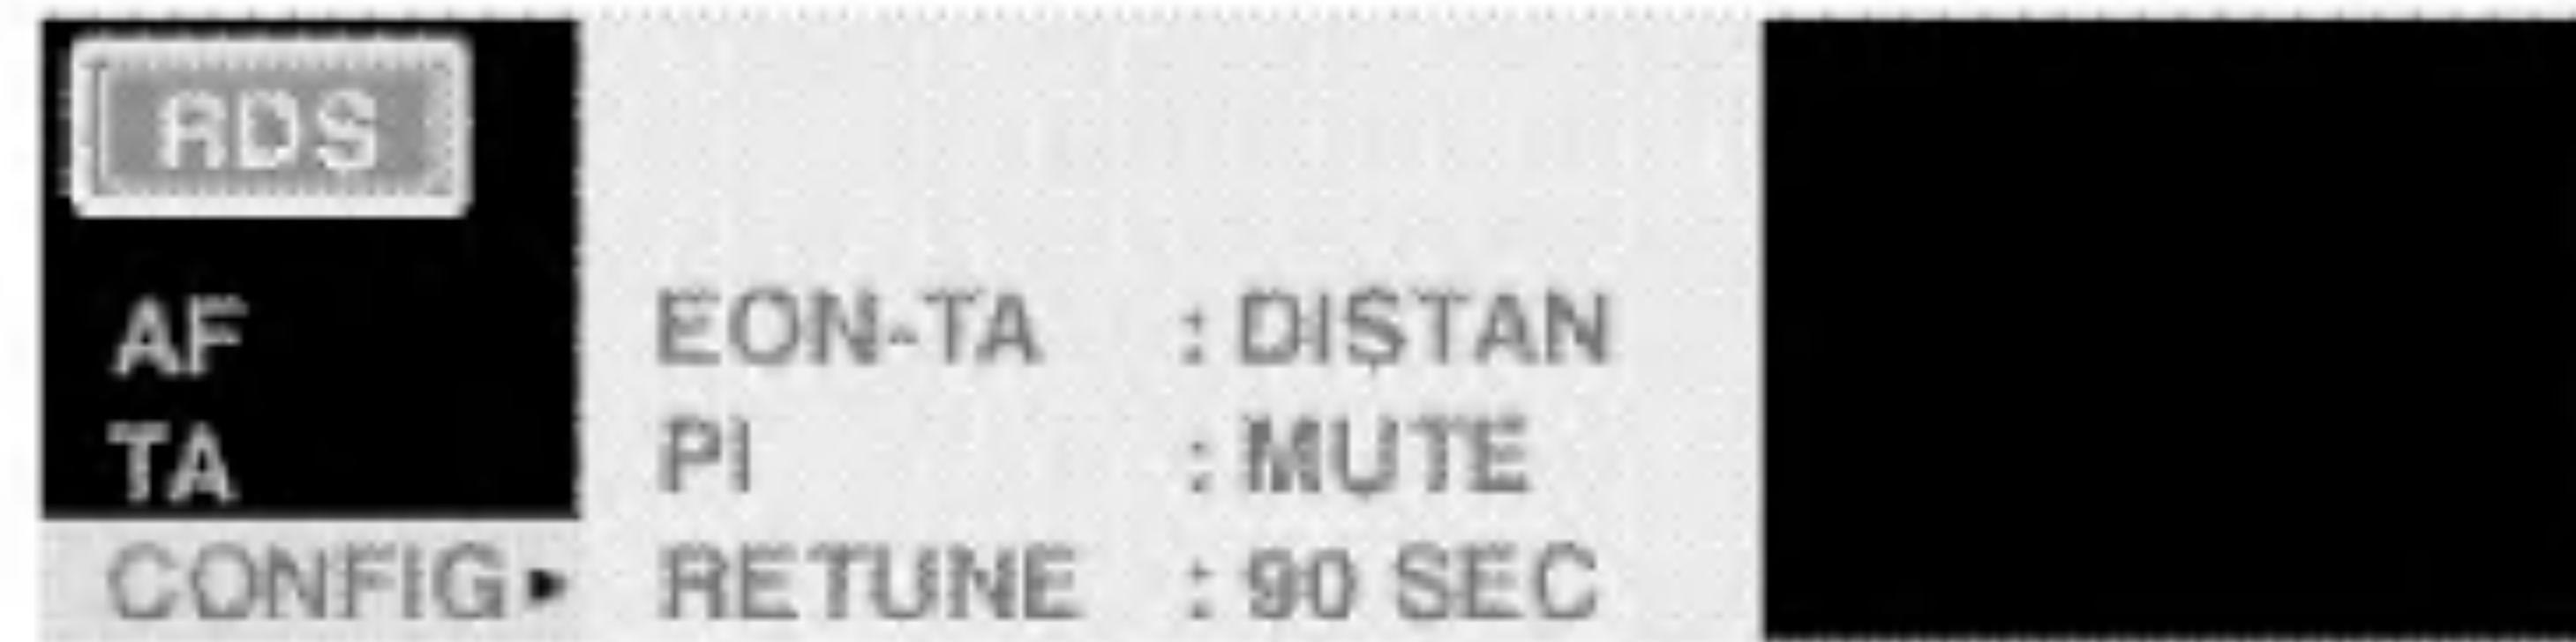 RDS
AF EON-TA : DISTAN
TA PI : MUTE
CONFIG RETUNE : 90 SEC